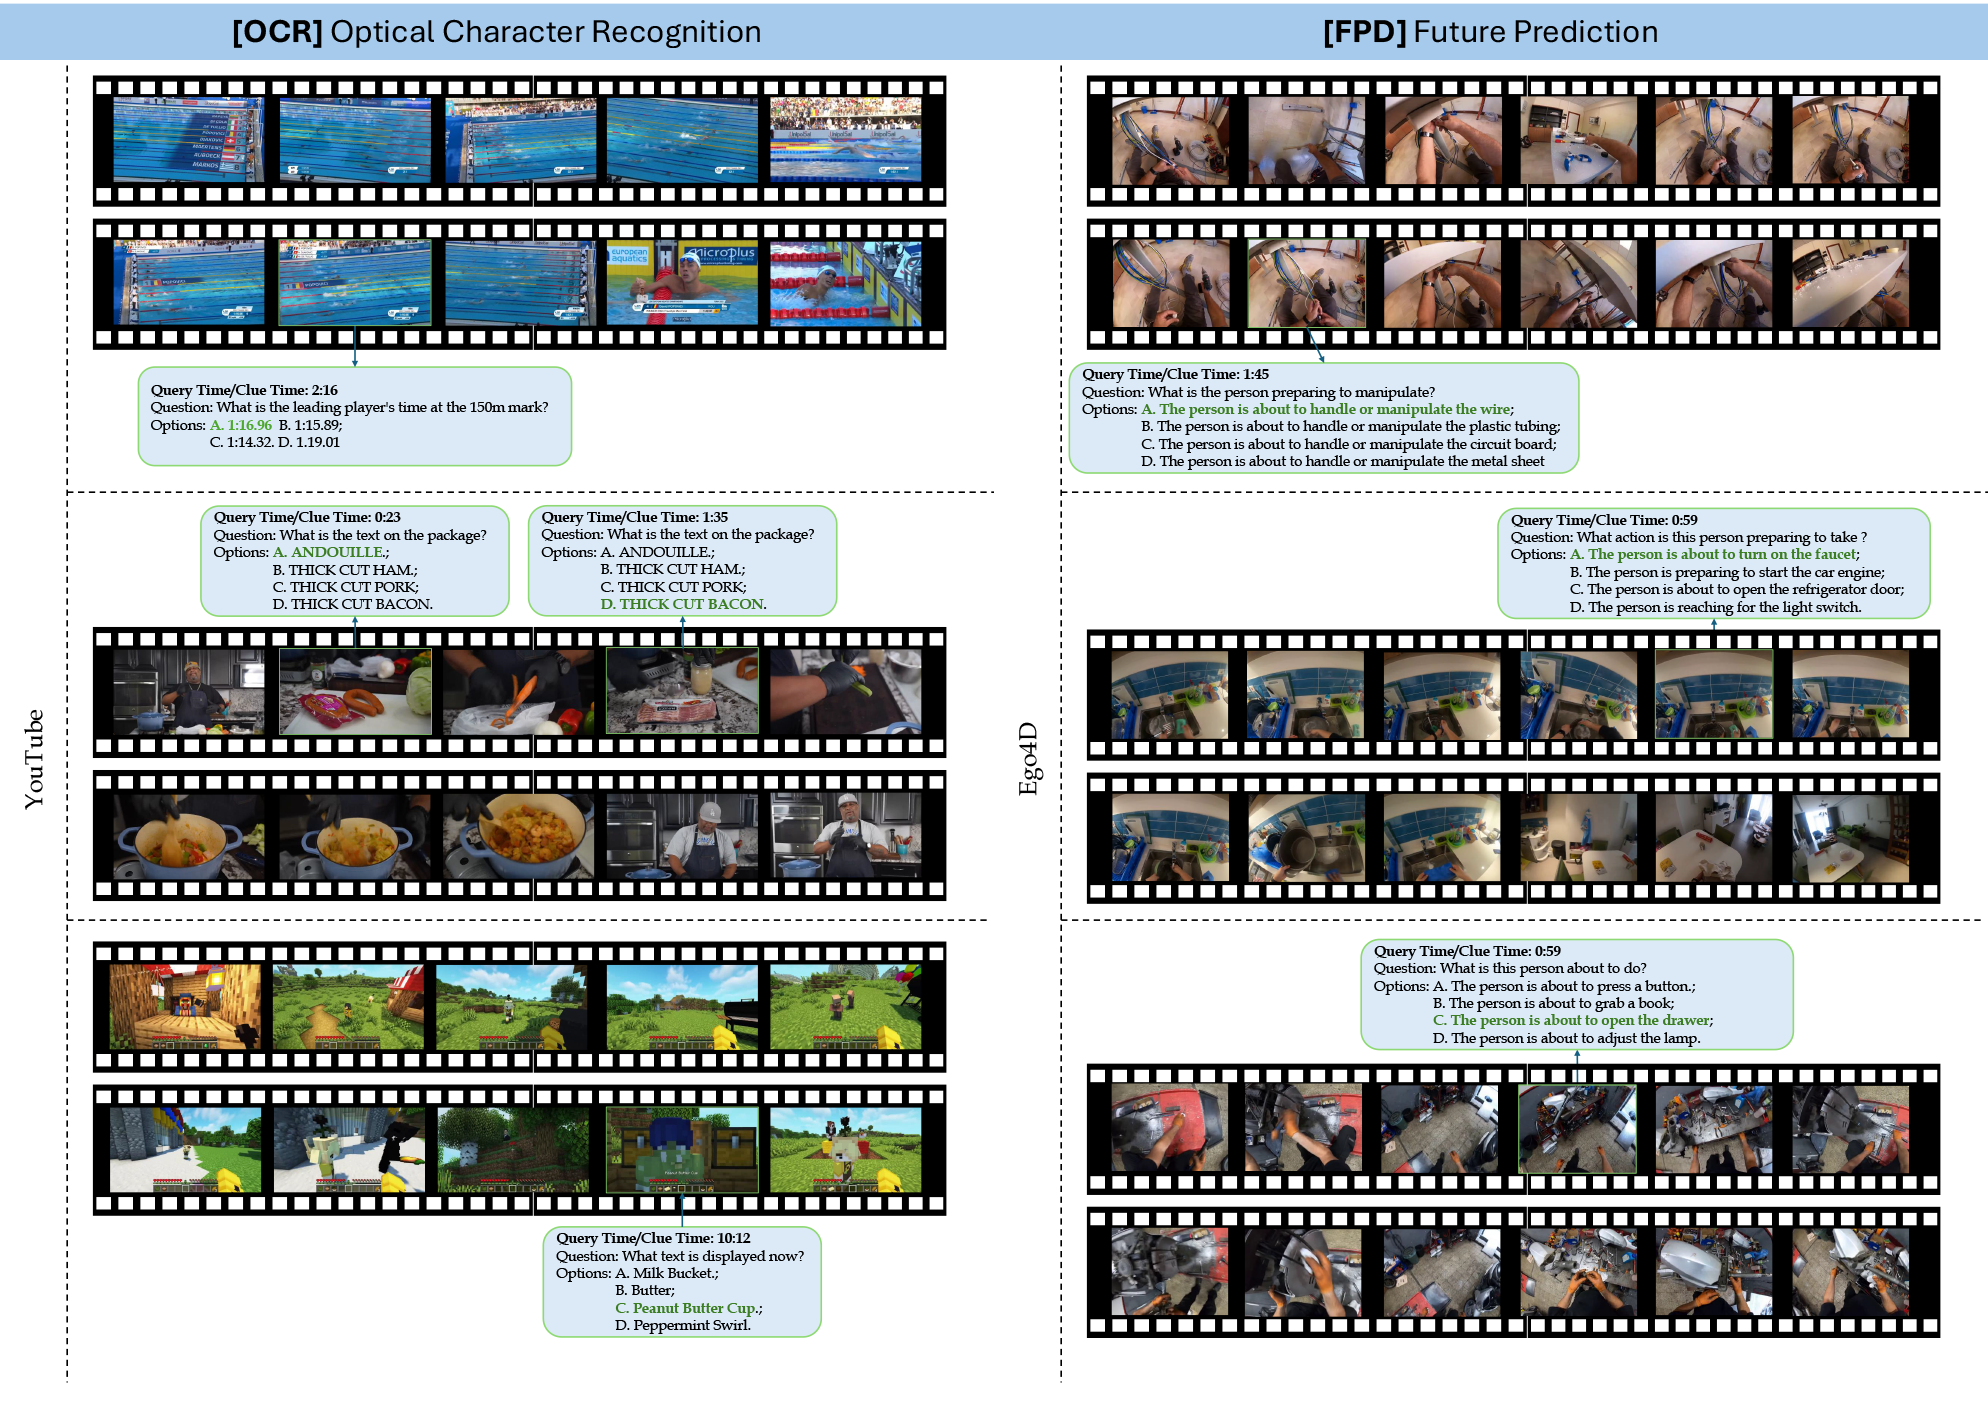 [OCR] Optical Character Recognition
[FPD] Future Prediction
YouTube
european
aquatics
MicroPlus
Query Time/Clue Time: 2:16
Question: What is the leading player's time at the 150m mark?
Options: A. 1:16.96 B. 1:15.89;
C. 1:14.32. D. 1.19.01
Query Time/Clue Time: 0:23
Question: What is the text on the package?
Options: A. ANDOUILLE.;
B. THICK CUT HAM.;
C. THICK CUT PORK;
D. THICK CUT BACON.
Query Time/Clue Time: 1:35
Question: What is the text on the package?
Options: A. ANDOUILLE.;
B. THICK CUT HAM.;
C. THICK CUT PORK;
D. THICK CUT BACON.
Peanut Butter Cup
Query Time/Clue Time: 10:12
Question: What text is displayed now?
Options: A. Milk Bucket.;
B. Butter;
C. Peanut Butter Cup.;
D. Peppermint Swirl.
Ego4D
Query Time/Clue Time: 1:45
Question: What is the person preparing to manipulate?
Options: A. The person is about to handle or manipulate the wire;
B. The person is about to handle or manipulate the plastic tubing;
C. The person is about to handle or manipulate the circuit board;
D. The person is about to handle or manipulate the metal sheet
Query Time/Clue Time: 0:59
Question: What action is this person preparing to take ?
Options: A. The person is about to turn on the faucet;
B. The person is preparing to start the car engine;
C. The person is about to open the refrigerator door;
D. The person is reaching for the light switch.
Query Time/Clue Time: 0:59
Question: What is this person about to do?
Options: A. The person is about to press a button.;
B. The person is about to grab a book;
C. The person is about to open the drawer;
D. The person is about to adjust the lamp.